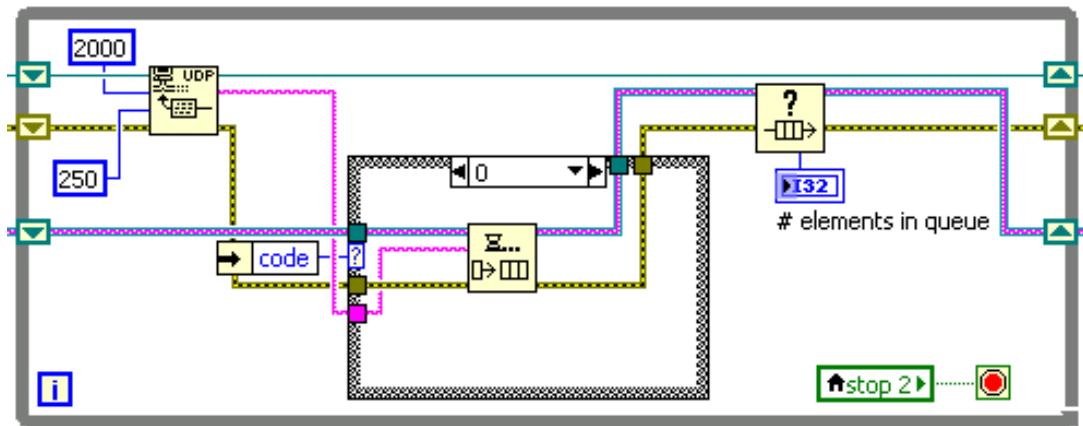 2000
UDP
250
0
?
I32
# elements in queue
code
?
i
stop 2